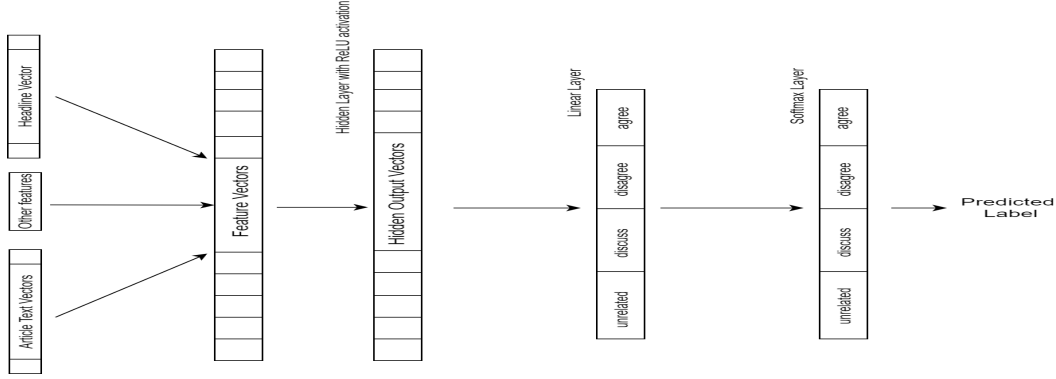 Headline Vector
Other features
Article Text Vectors
Feature Vectors
Hidden Layer with ReLU activation
Hidden Output Vectors
Linear Layer
agree
disagree
discuss
unrelated
Softmax Layer
agree
disagree
discuss
unrelated
Predicted
Label